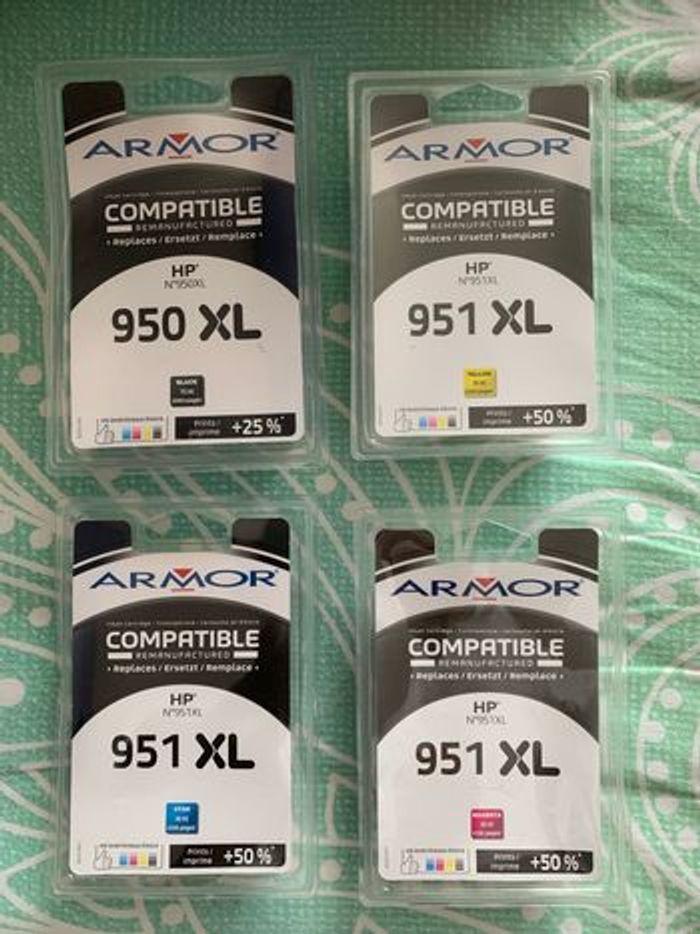 ARMOR
COMPATIBLE
REMANUFACTURED
• Replaces / Ersetzt / Remplace •
HP*
N°950XL
950 XL
BLACK
Prints / imprime +25 %*
ARMOR
COMPATIBLE
REMANUFACTURED
• Replaces / Ersetzt / Remplace •
HP*
N°951XL
951 XL
YELLOW
Prints / imprime +50 %*
ARMOR
COMPATIBLE
REMANUFACTURED
• Replaces / Ersetzt / Remplace •
HP*
N°951XL
951 XL
CYAN
Prints / imprime +50 %*
ARMOR
COMPATIBLE
REMANUFACTURED
• Replaces / Ersetzt / Remplace •
HP*
N°951XL
951 XL
MAGENTA
Prints / imprime +50 %*